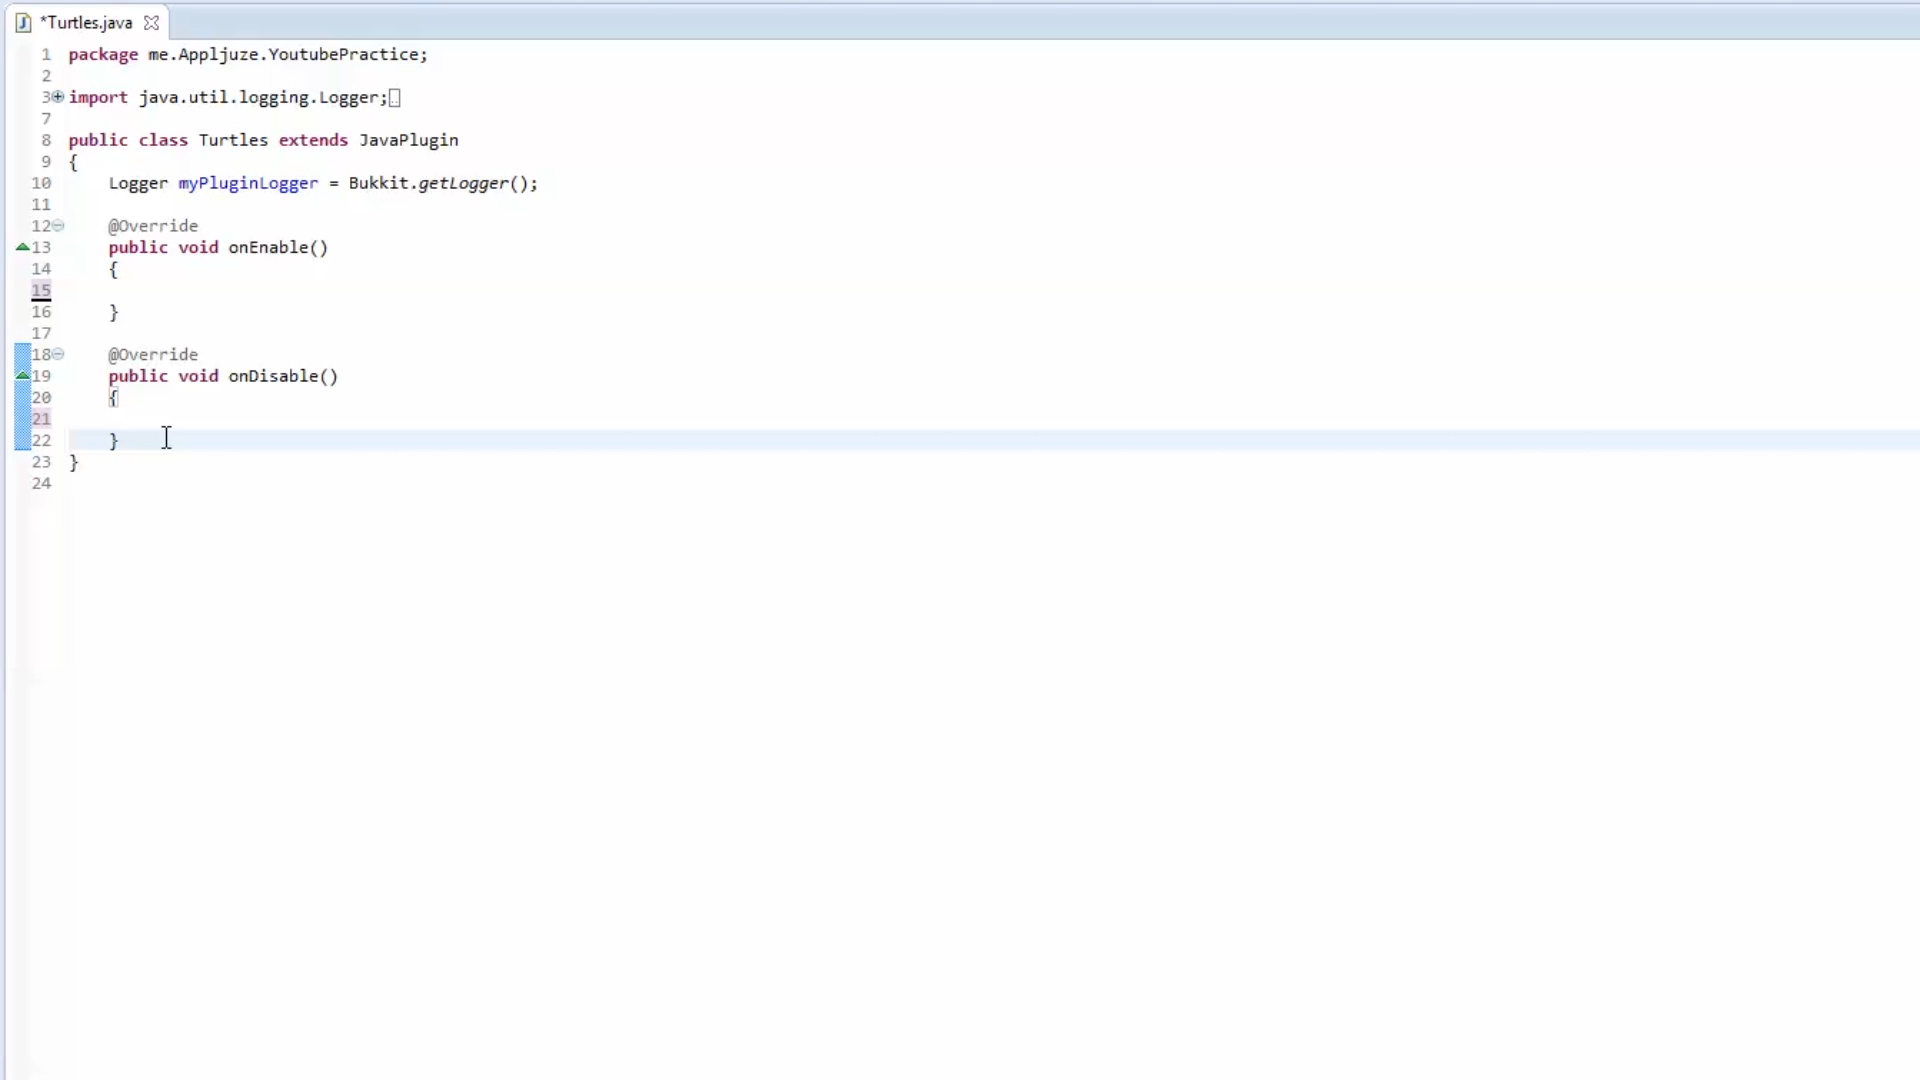 *Turtles.java
1 package me.Appljuze.YoutubePractice;
2
3 import java.util.logging.Logger;
7
8 public class Turtles extends JavaPlugin
9 {
10     Logger myPluginLogger = Bukkit.getLogger();
11
12     @Override
13     public void onEnable()
14     {
15
16     }
17
18     @Override
19     public void onDisable()
20     {
21
22     }
23 }
24